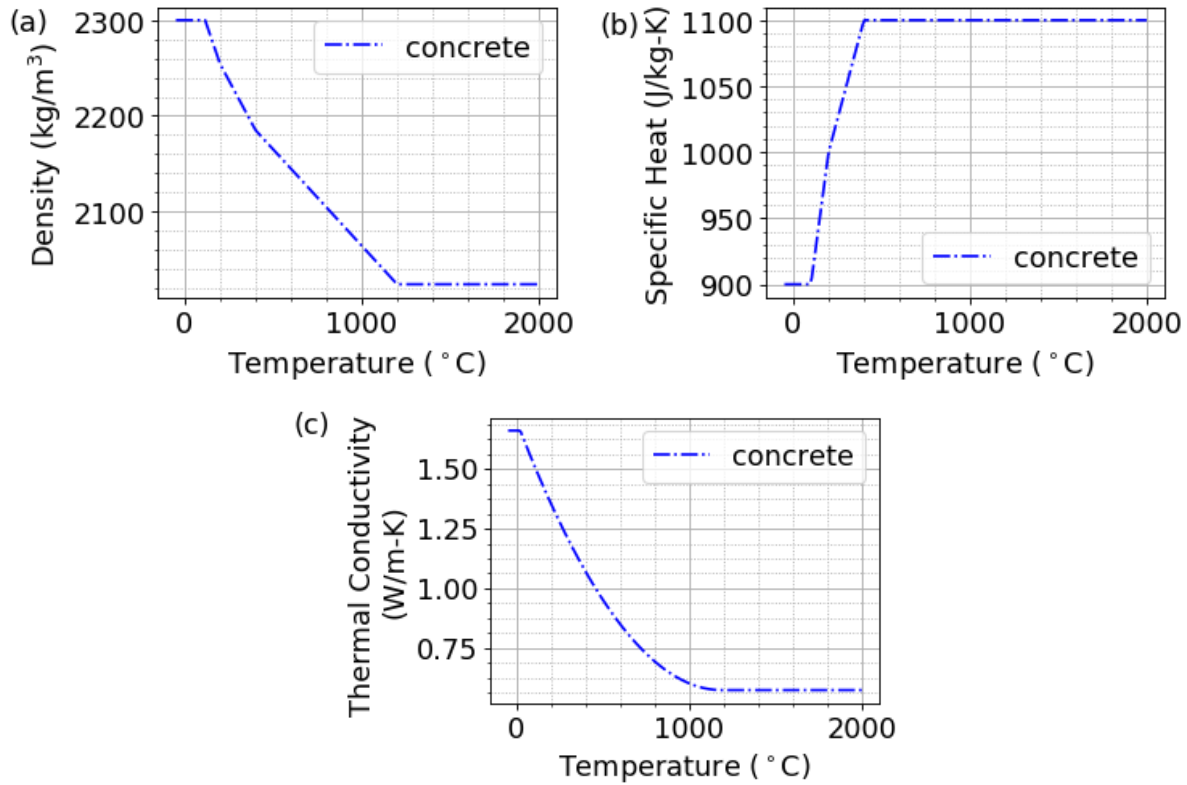 (a)
Density (kg/m³)
2300
2200
2100
concrete
0 1000 2000
Temperature (°C)
(b)
Specific Heat (J/kg-K)
1100
1050
1000
950
900
concrete
0 1000 2000
Temperature (°C)
(c)
Thermal Conductivity
(W/m-K)
1.50
1.25
1.00
0.75
concrete
0 1000 2000
Temperature (°C)